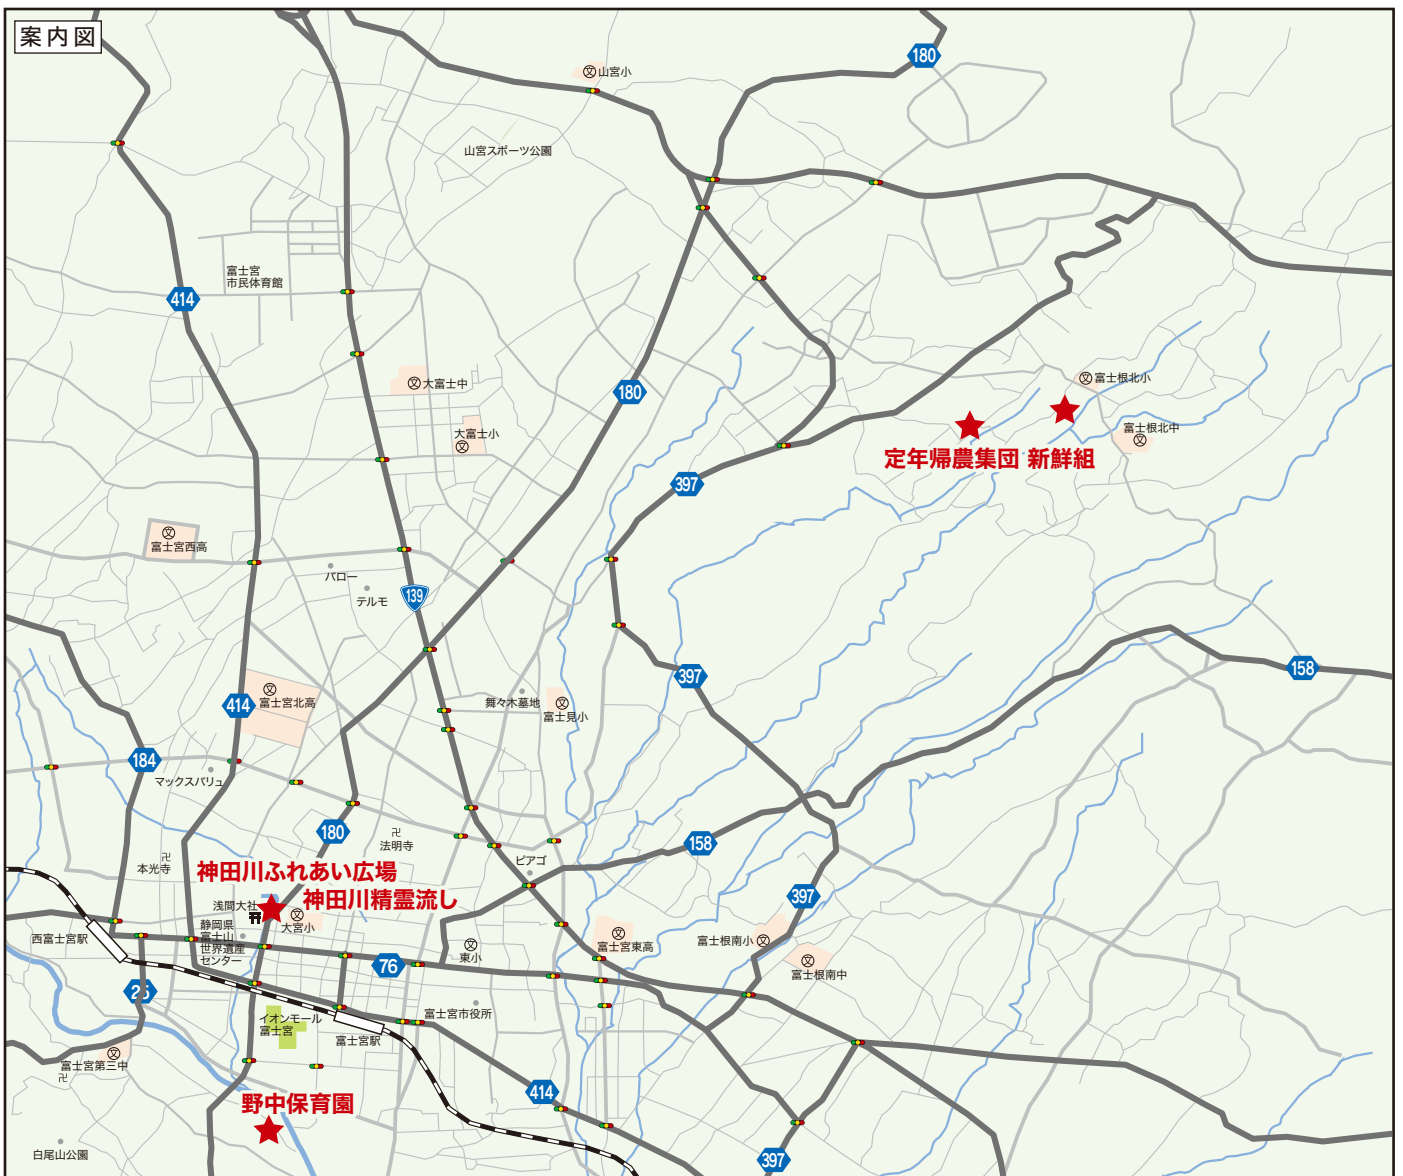 案内図
180
山宮小
山宮スポーツ公園
富士宮
市民体育館
414
大富士中
180
富士根北小
大富士小
富士根北中
定年帰農集団 新鮮組
397
富士宮西高
バロー
テルモ
139
397
158
富士宮北高
414
舞々木墓地
富士見小
184
マックスバリュ
180
法明寺
158
ピアゴ
本光寺
神田川ふれあい広場
神田川精霊流し
397
浅間大社
大宮小
静岡県
富士山
世界遺産
センター
西富士宮駅
富士宮東高
富士根南小
東小
76
富士根南中
25
イオンモール
富士宮
富士宮市役所
富士宮駅
富士宮第三中
414
野中保育園
白尾山公園
397